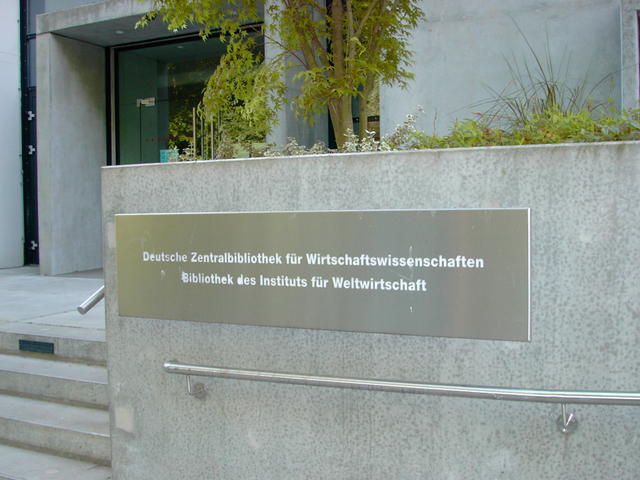 Deutsche Zentralbibliothek für Wirtschaftswissenschaften
Bibliothek des Instituts für Weltwirtschaft